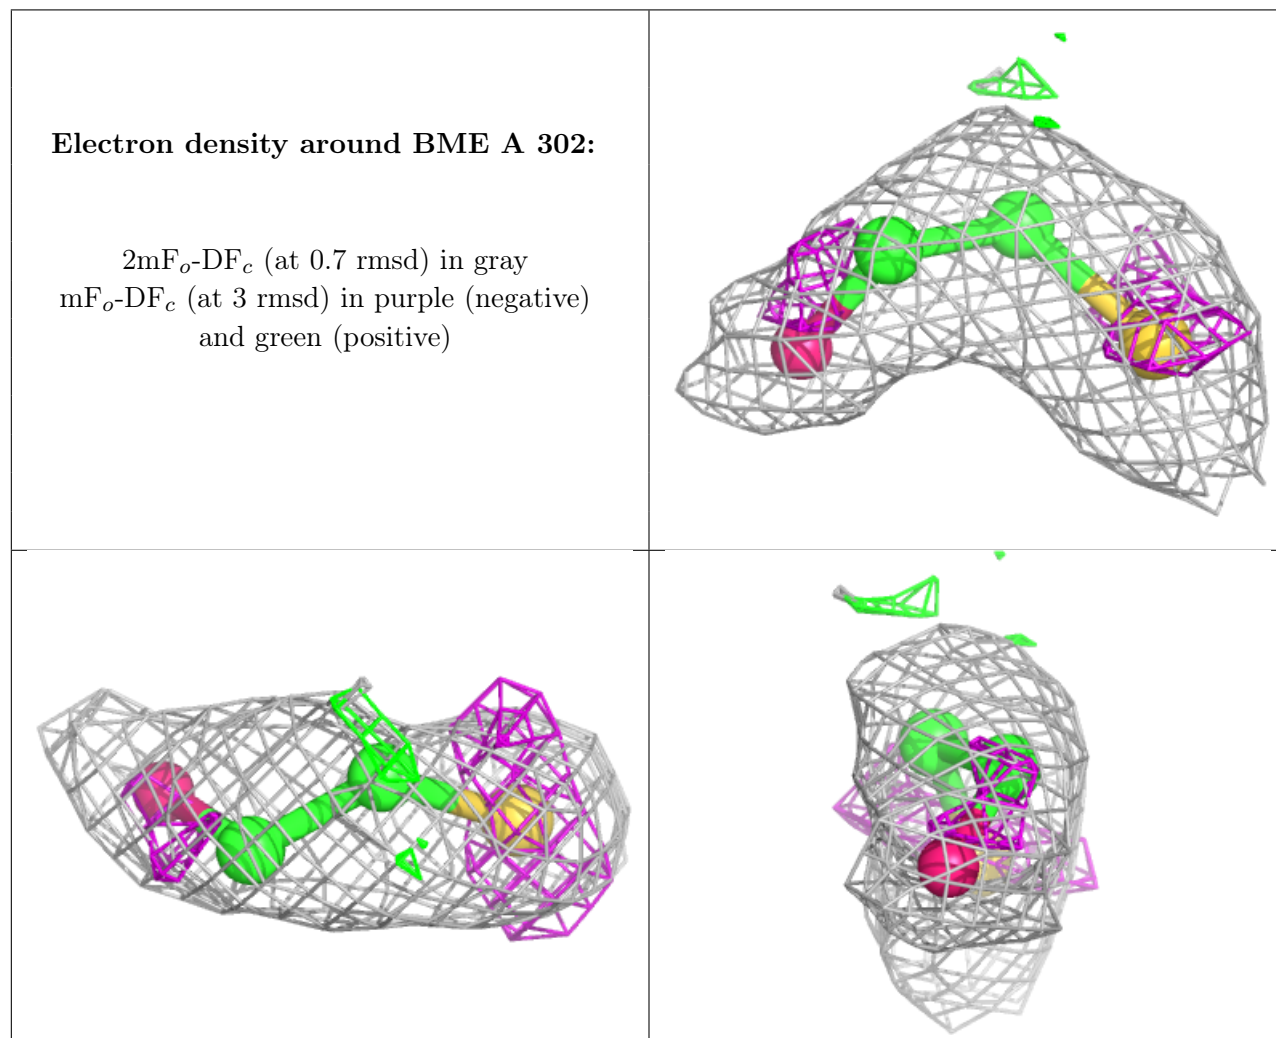 Electron density around BME A 302:
2mFo-DFc (at 0.7 rmsd) in gray
mFo-DFc (at 3 rmsd) in purple (negative)
and green (positive)